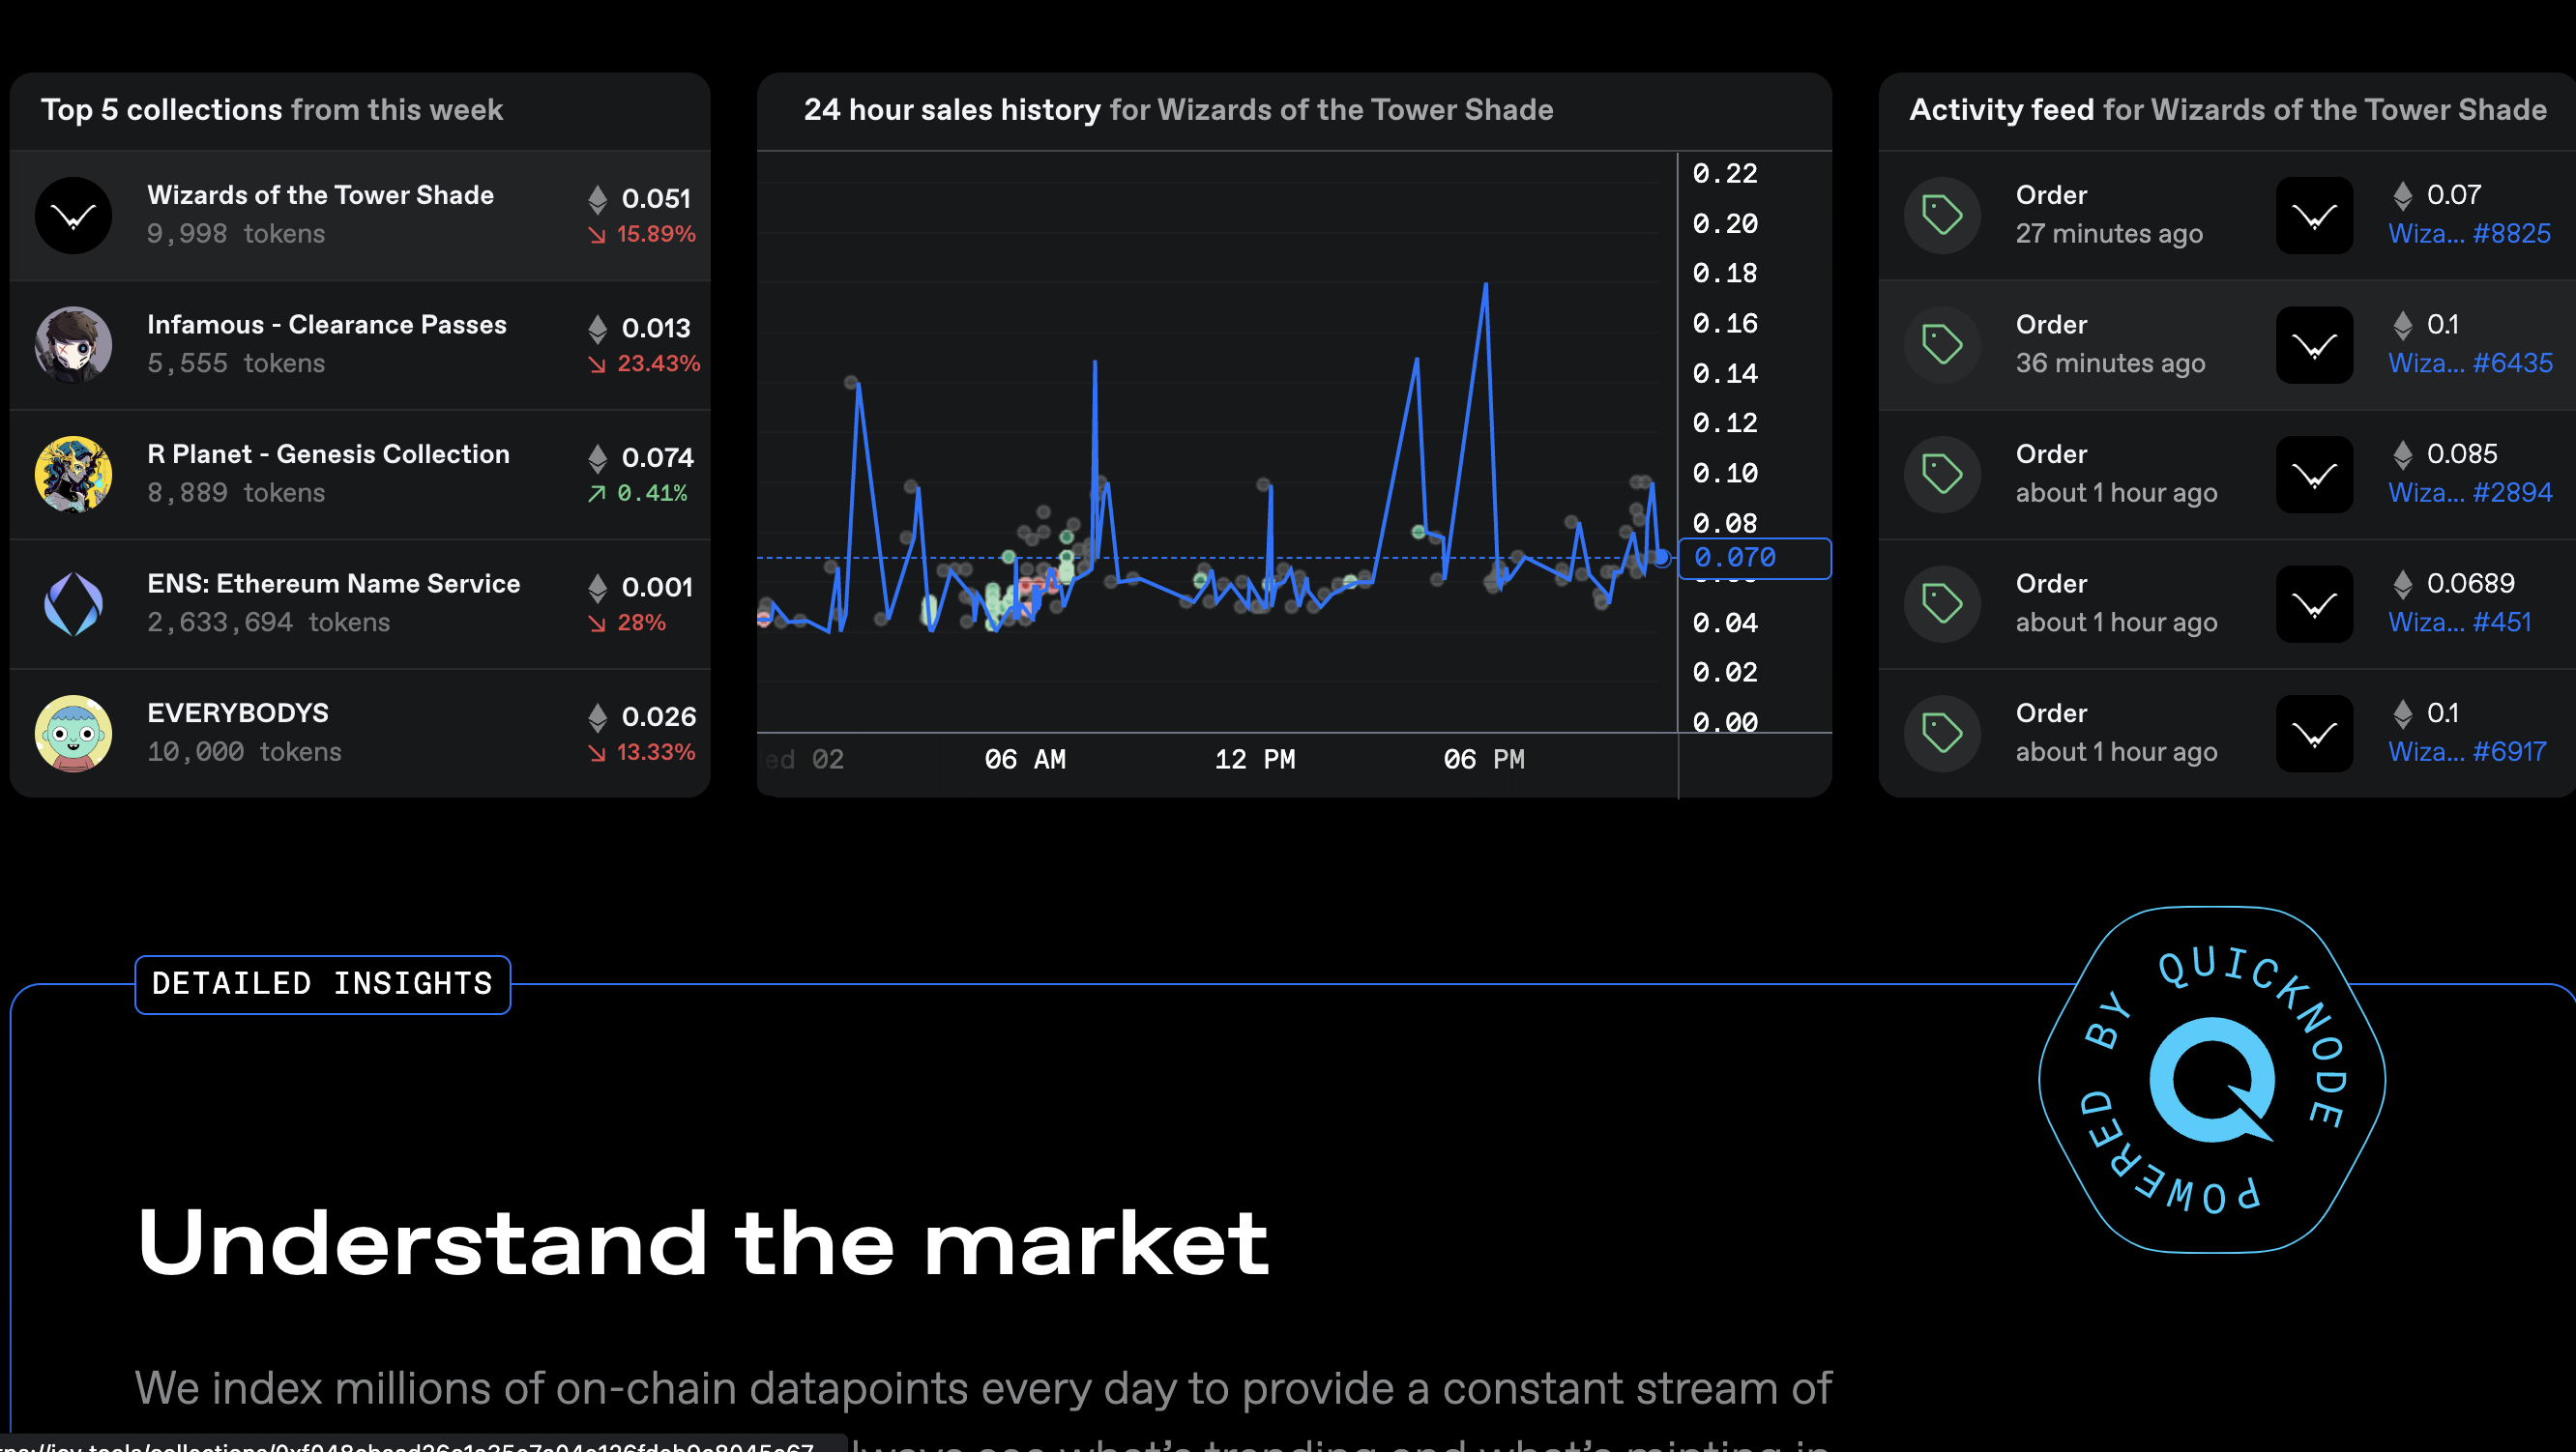 Top 5 collections from this week
Wizards of the Tower Shade
9,998 tokens
0.051
15.89%
Infamous - Clearance Passes
5,555 tokens
0.013
23.43%
R Planet - Genesis Collection
8,889 tokens
0.074
0.41%
ENS: Ethereum Name Service
2,633,694 tokens
0.001
28%
EVERYBODYS
10,000 tokens
0.026
13.33%
24 hour sales history for Wizards of the Tower Shade
0.22
0.20
0.18
0.16
0.14
0.12
0.10
0.08
0.070
0.04
0.02
0.00
ed 02
06 AM
12 PM
06 PM
Activity feed for Wizards of the Tower Shade
Order
27 minutes ago
0.07
Wiza... #8825
Order
36 minutes ago
0.1
Wiza... #6435
Order
about 1 hour ago
0.085
Wiza... #2894
Order
about 1 hour ago
0.0689
Wiza... #451
Order
about 1 hour ago
0.1
Wiza... #6917
DETAILED INSIGHTS
POWERED BY QUICKNODE
Understand the market
We index millions of on-chain datapoints every day to provide a constant stream of
see what's trending and what's minting in